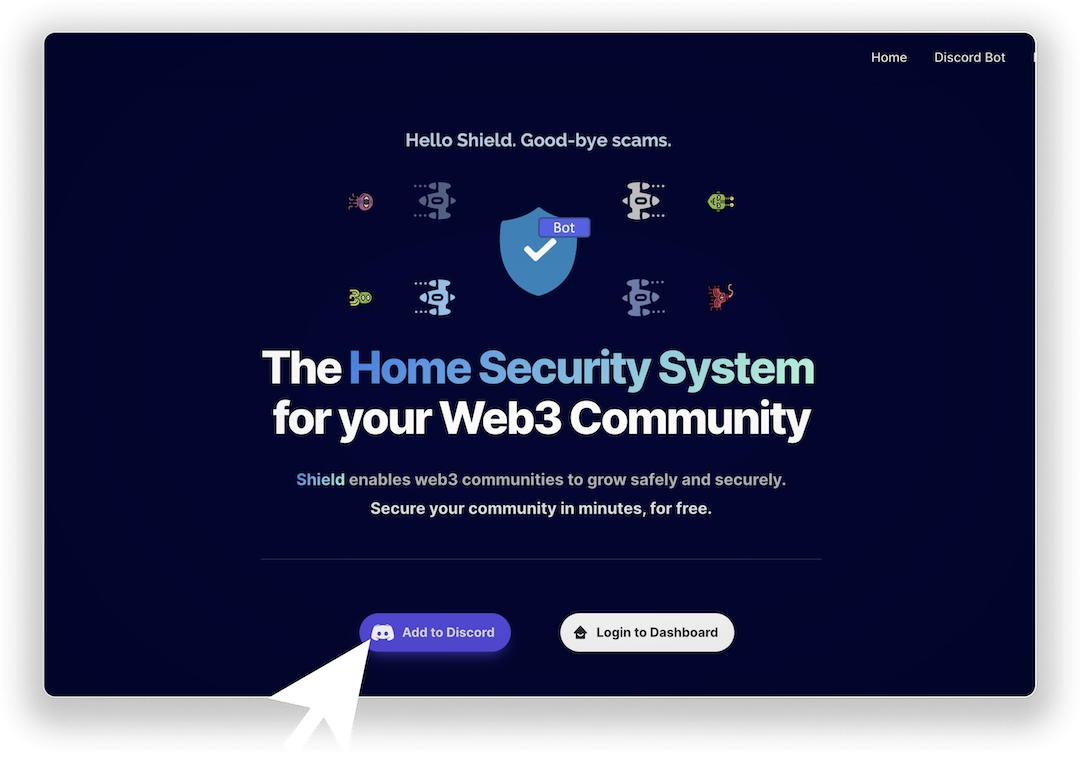 Home Discord Bot
Hello Shield. Good-bye scams.
Bot
The Home Security System
for your Web3 Community
Shield enables web3 communities to grow safely and securely.
Secure your community in minutes, for free.
Add to Discord Login to Dashboard